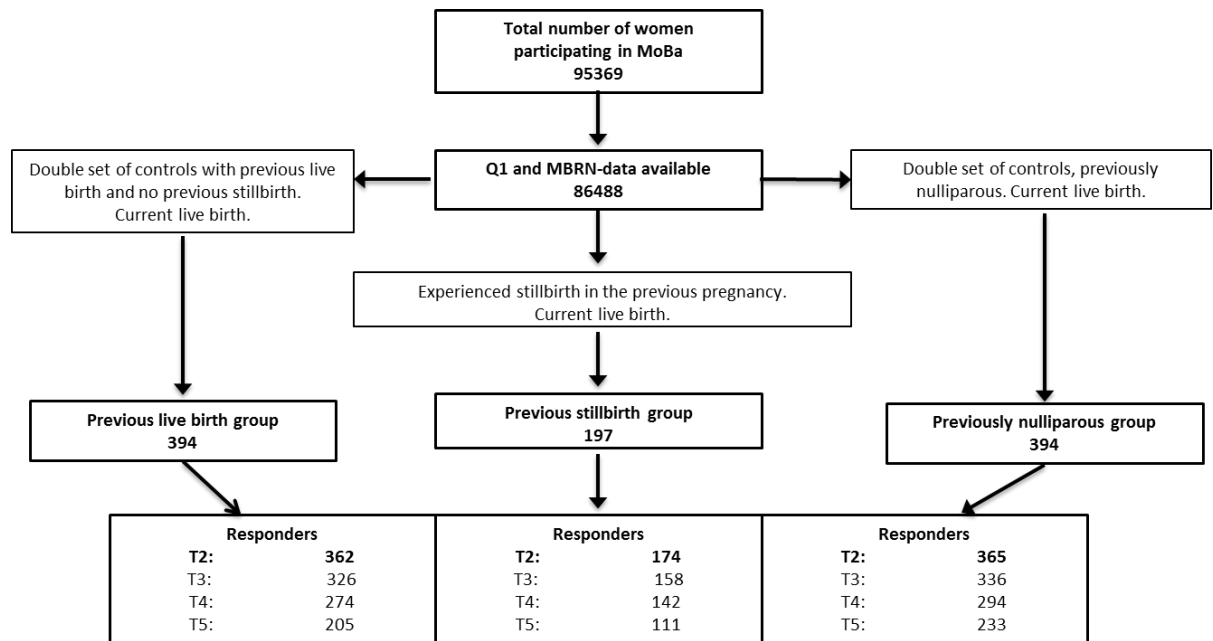 Total number of women
participating in MoBa
95369
Double set of controls with previous live
birth and no previous stillbirth.
Current live birth.
Q1 and MBRN-data available
86488
Double set of controls, previously
nulliparous. Current live birth.
Experienced stillbirth in the previous pregnancy.
Current live birth.
Previous live birth group
394
Previous stillbirth group
197
Previously nulliparous group
394
Responders
T2: 362
T3: 326
T4: 274
T5: 205
Responders
T2: 174
T3: 158
T4: 142
T5: 111
Responders
T2: 365
T3: 336
T4: 294
T5: 233